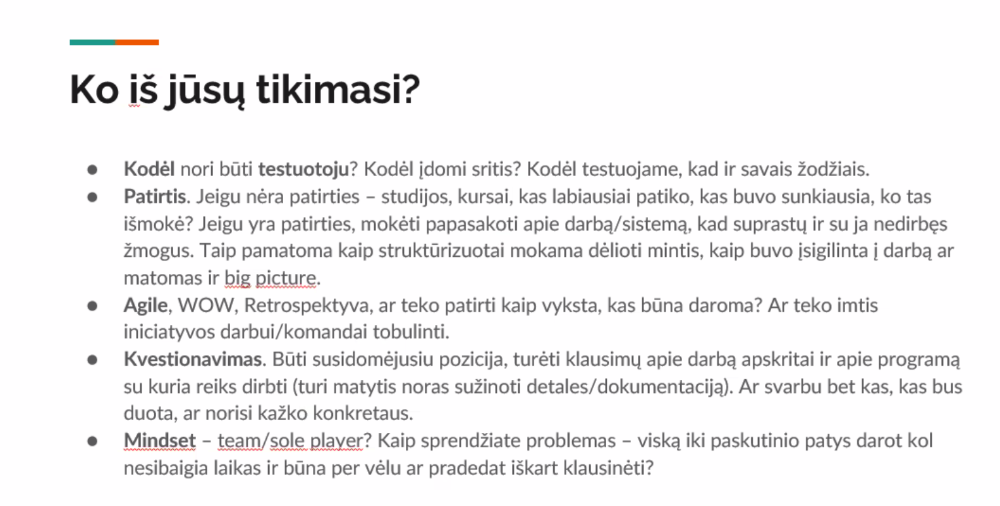 Ko iš jūsų tikimasi?
● Kodėl nori būti testuotoju? Kodėl įdomi sritis? Kodėl testuojame, kad ir savais žodžiais.
● Patirtis. Jeigu nėra patirties – studijos, kursai, kas labiausiai patiko, kas buvo sunkiausia, ko tas
išmokė? Jeigu yra patirties, mokėti papasakoti apie darbą/sistemą, kad suprastų ir su ja nedirbęs
žmogus. Taip pamatoma kaip struktūrizuotai mokama dėlioti mintis, kaip buvo įsigilinta į darbą ar
matomas ir big picture.
● Agile, WOW, Retrospektyva, ar teko patirti kaip vyksta, kas būna daroma? Ar teko imtis
iniciatyvos darbui/komandai tobulinti.
● Kvestionavimas. Būti susidomėjusiu pozicija, turėti klausimų apie darbą apskritai ir apie programą
su kuria reiks dirbti (turi matytis noras sužinoti detales/dokumentaciją). Ar svarbu bet kas, kas bus
duota, ar norisi kažko konkretaus.
● Mindset – team/sole player? Kaip sprendžiate problemas – viską iki paskutinio patys darot kol
nesibaigia laikas ir būna per vėlu ar pradedat iškart klausinėti?